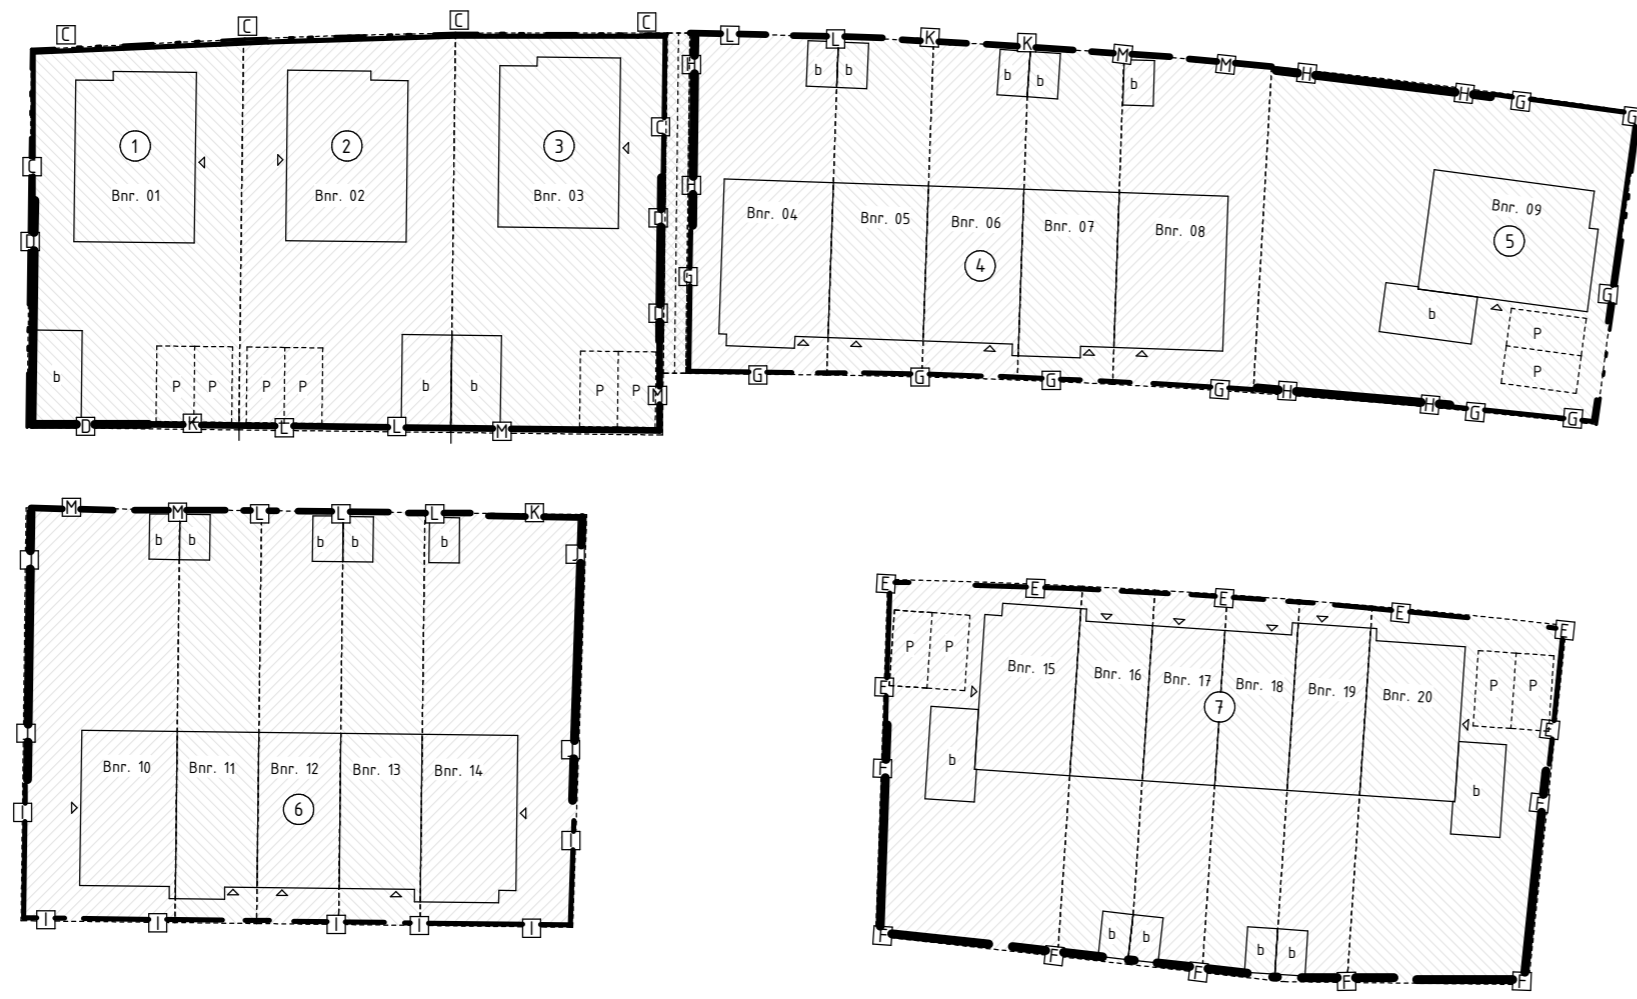 C C C C
1 2 3
Bnr. 01 Bnr. 02 Bnr. 03
C C
D D
D
b P P P P b b P P M
D K L L M
L L K K M M H H G G
b b b b b
H
H
G
Bnr. 04 Bnr. 05 Bnr. 06 Bnr. 07 Bnr. 08
4
Bnr. 09
5
G
b P
P
G G G G H H G G
M M L L L K
b b b b b
J J
J J
Bnr. 10 Bnr. 11 Bnr. 12 Bnr. 13 Bnr. 14
6
I I
I I I I I
E E E E E
P P P P
Bnr. 15 Bnr. 16 Bnr. 17 Bnr. 18 Bnr. 19 Bnr. 20
7
E E
b b
F F
b b b b
F F F F F